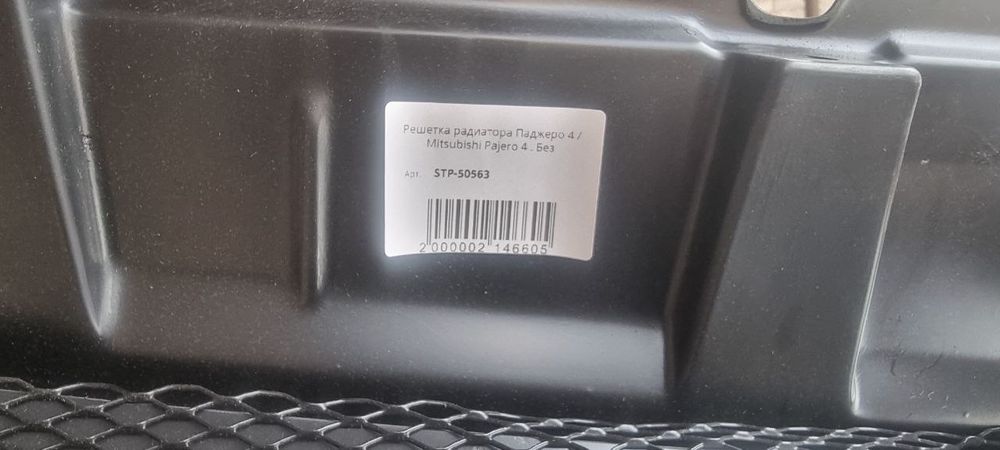 Решетка радиатора Паджеро 4 /
Mitsubishi Pajero 4 . Без
Арт. STP-50563
2 000002 146605